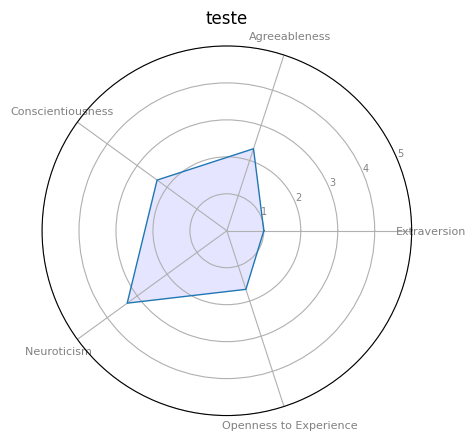 teste
Agreeableness
Conscientiousness
5
4
3
2
1
Extraversion
Neuroticism
Openness to Experience